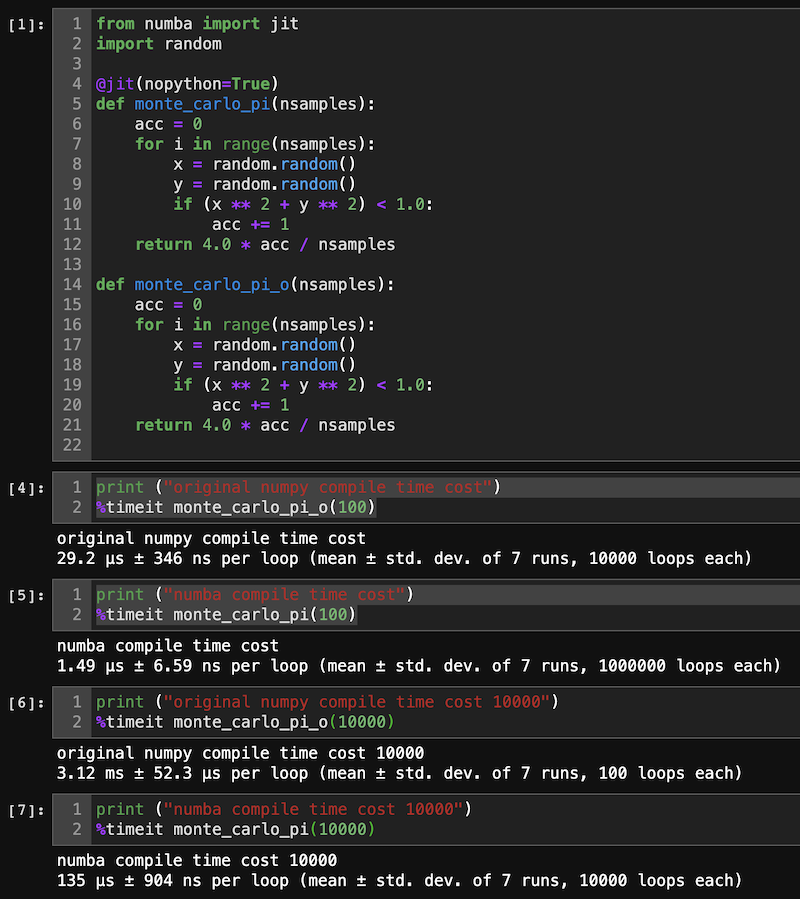 [1]:
1 from numba import jit
2 import random
3
4 @jit(nopython=True)
5 def monte_carlo_pi(nsamples):
6     acc = 0
7     for i in range(nsamples):
8         x = random.random()
9         y = random.random()
10         if (x ** 2 + y ** 2) < 1.0:
11             acc += 1
12     return 4.0 * acc / nsamples
13
14 def monte_carlo_pi_o(nsamples):
15     acc = 0
16     for i in range(nsamples):
17         x = random.random()
18         y = random.random()
19         if (x ** 2 + y ** 2) < 1.0:
20             acc += 1
21     return 4.0 * acc / nsamples
22
[4]:
1 print ("original numpy compile time cost")
2 %timeit monte_carlo_pi_o(100)
original numpy compile time cost
29.2 µs ± 346 ns per loop (mean ± std. dev. of 7 runs, 10000 loops each)
[5]:
1 print ("numba compile time cost")
2 %timeit monte_carlo_pi(100)
numba compile time cost
1.49 µs ± 6.59 ns per loop (mean ± std. dev. of 7 runs, 1000000 loops each)
[6]:
1 print ("original numpy compile time cost 10000")
2 %timeit monte_carlo_pi_o(10000)
original numpy compile time cost 10000
3.12 ms ± 52.3 µs per loop (mean ± std. dev. of 7 runs, 100 loops each)
[7]:
1 print ("numba compile time cost 10000")
2 %timeit monte_carlo_pi(10000)
numba compile time cost 10000
135 µs ± 904 ns per loop (mean ± std. dev. of 7 runs, 10000 loops each)